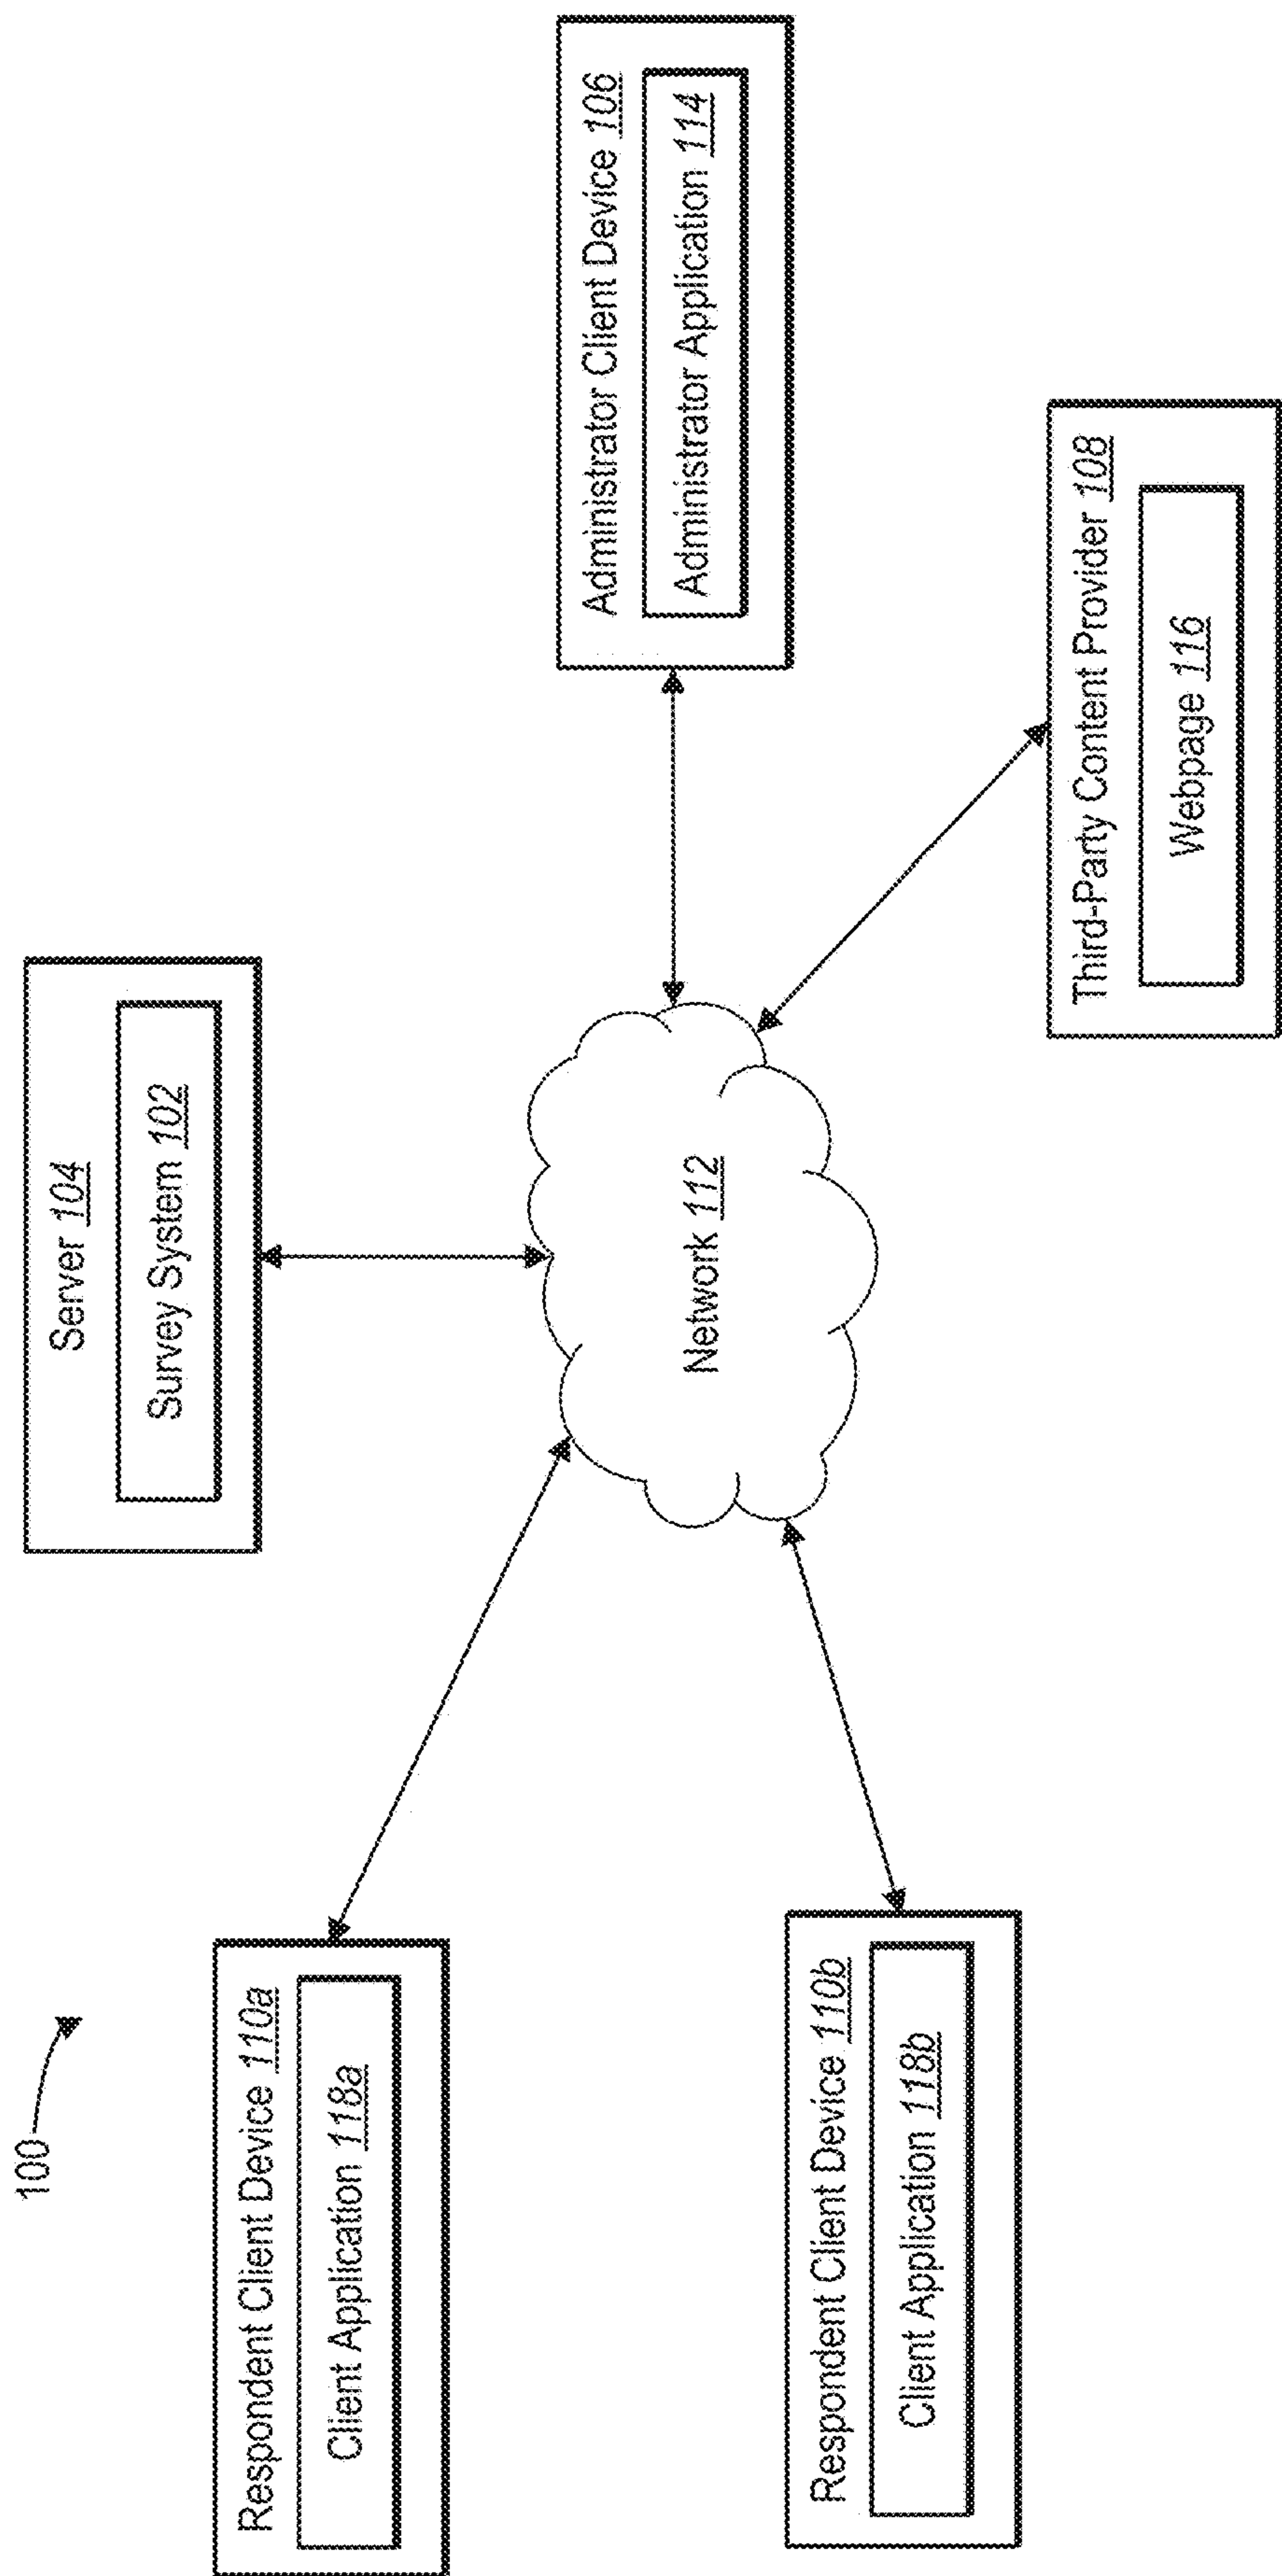 100
Server 104
Survey System 102
Respondent Client Device 110a
Client Application 118a
Administrator Client Device 106
Administrator Application 114
Network 112
Respondent Client Device 110b
Client Application 118b
Third-Party Content Provider 108
Webpage 116